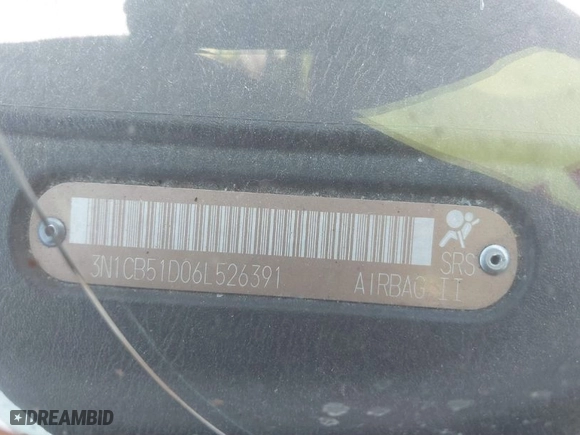 3N1CB51D06L526391
SRS
AIRBAG II
DREAMBID